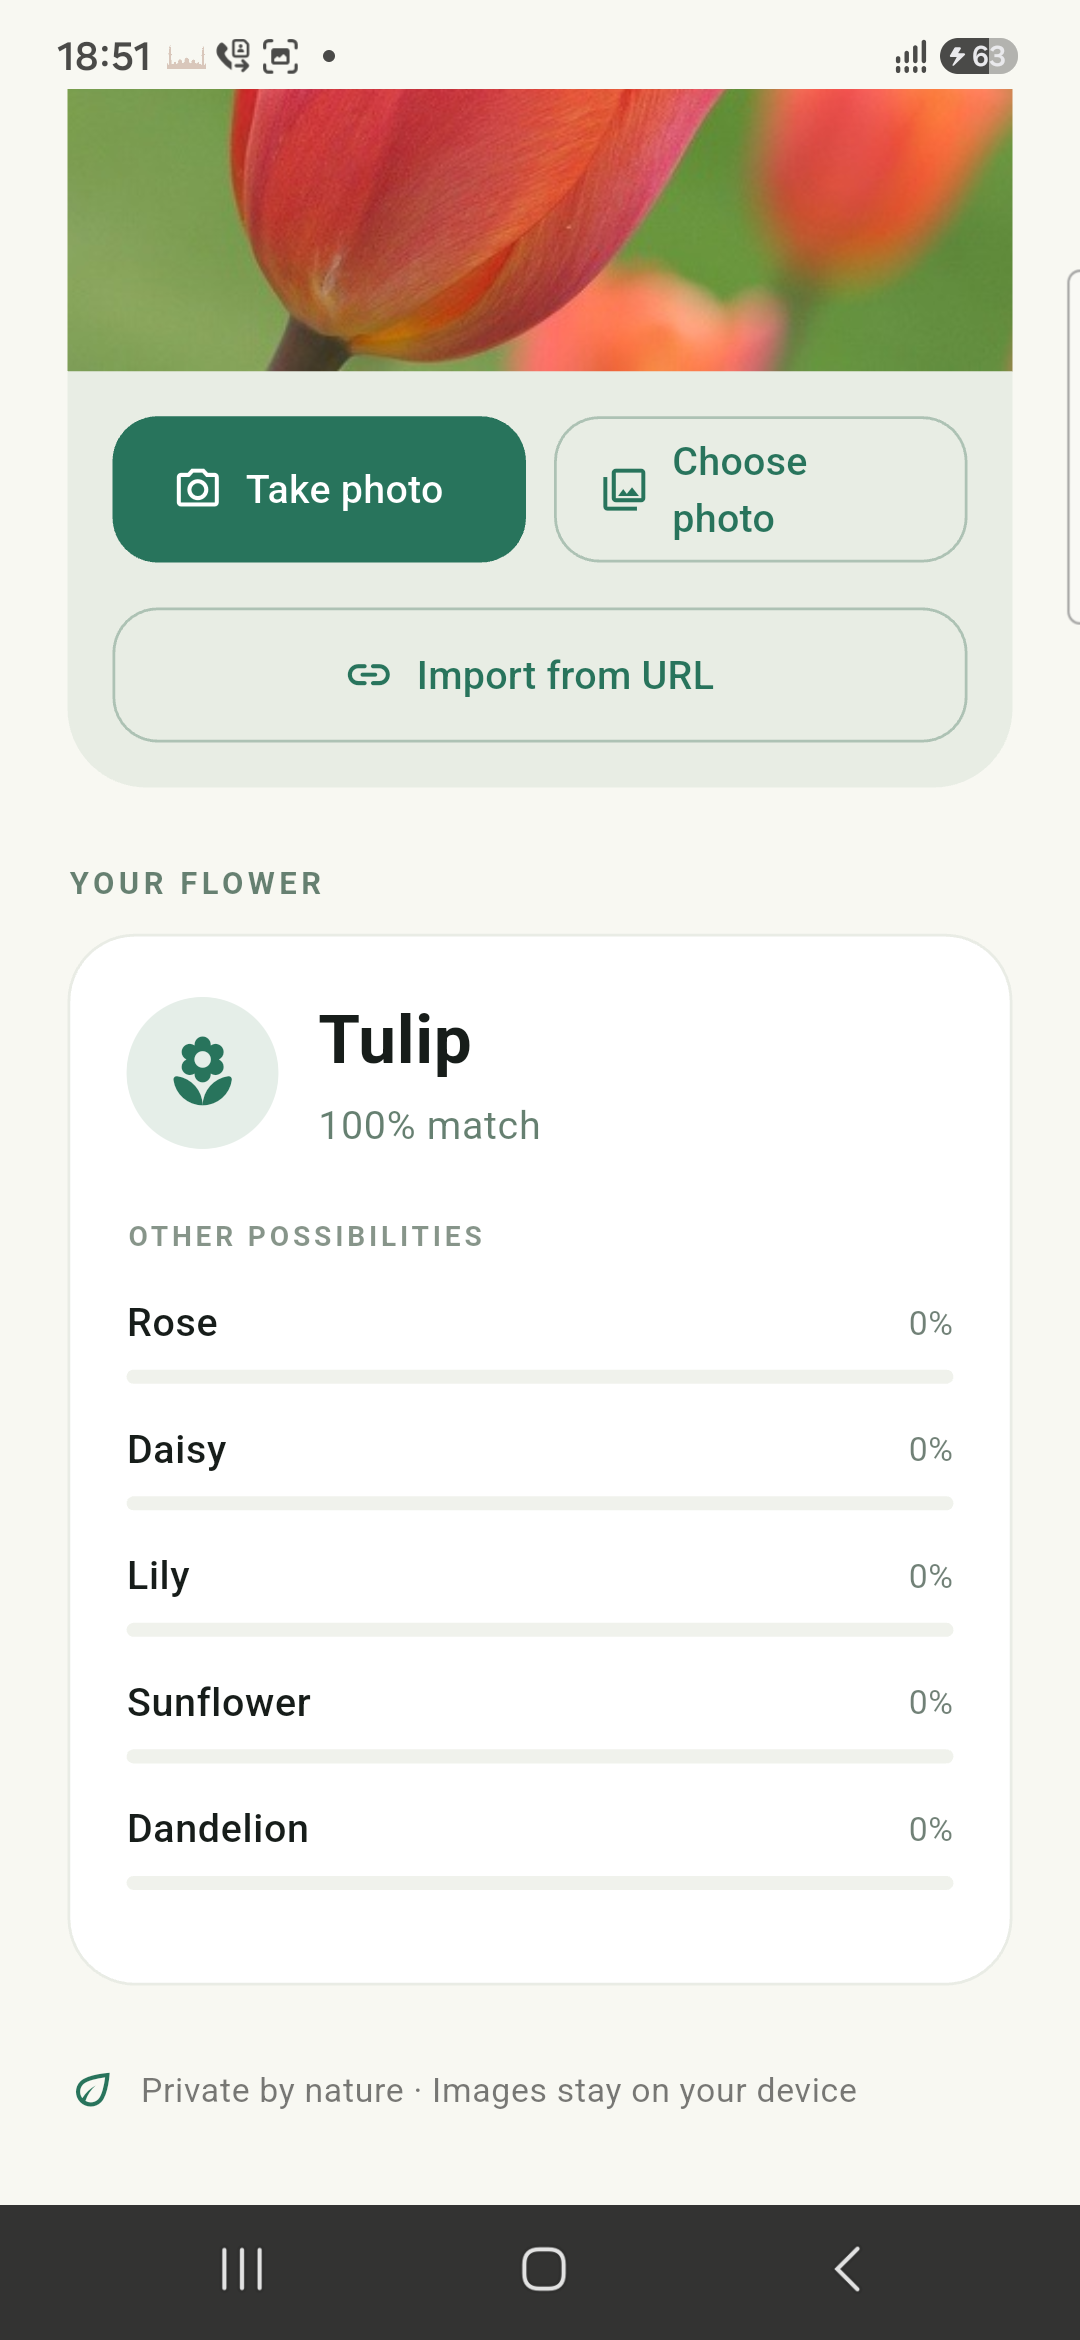 18:51
63
Take photo
Choose
photo
Import from URL
YOUR FLOWER
Tulip
100% match
OTHER POSSIBILITIES
Rose 0%
Daisy 0%
Lily 0%
Sunflower 0%
Dandelion 0%
Private by nature · Images stay on your device